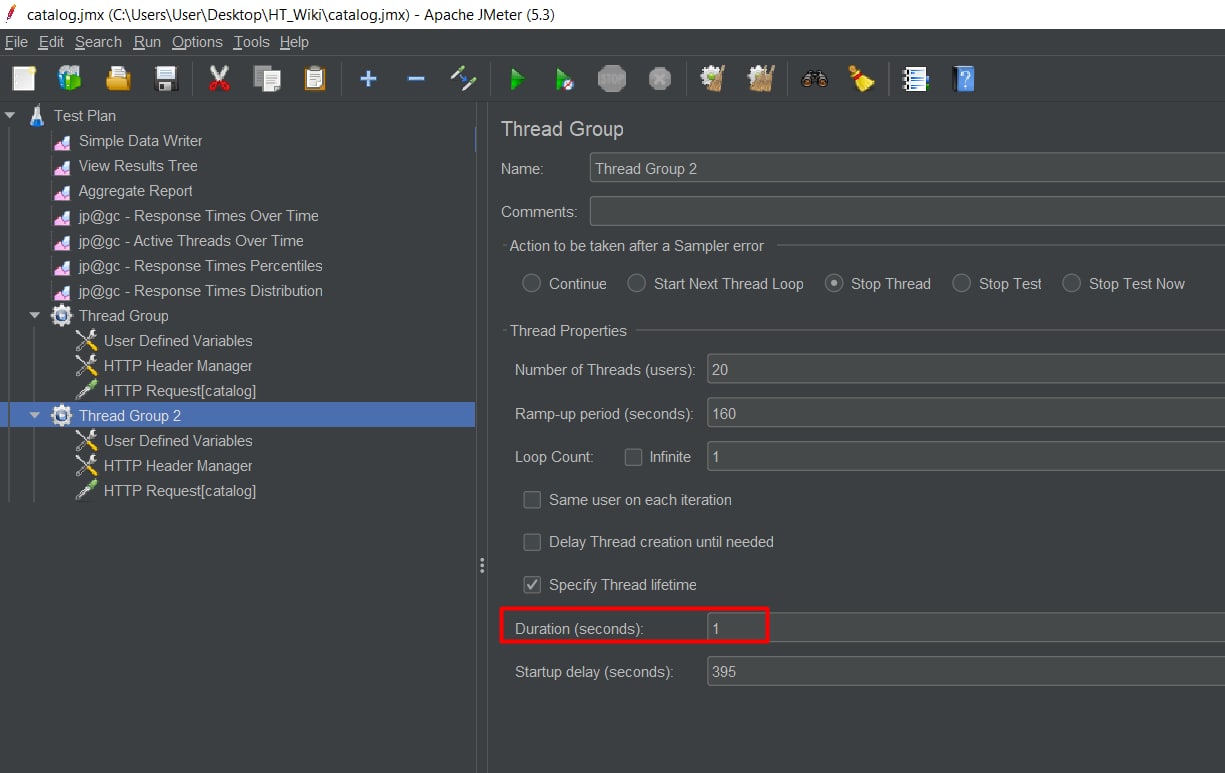 catalog.jmx (C:\Users\User\Desktop\HT_Wiki\catalog.jmx) - Apache JMeter (5.3)
File Edit Search Run Options Tools Help
STOP
Test Plan
Simple Data Writer
View Results Tree
Aggregate Report
jp@gc - Response Times Over Time
jp@gc - Active Threads Over Time
jp@gc - Response Times Percentiles
jp@gc - Response Times Distribution
Thread Group
User Defined Variables
HTTP Header Manager
HTTP Request[catalog]
Thread Group 2
User Defined Variables
HTTP Header Manager
HTTP Request[catalog]
Thread Group
Name: Thread Group 2
Comments:
Action to be taken after a Sampler error
Continue Start Next Thread Loop Stop Thread Stop Test Stop Test Now
Thread Properties
Number of Threads (users): 20
Ramp-up period (seconds): 160
Loop Count: Infinite 1
Same user on each iteration
Delay Thread creation until needed
Specify Thread lifetime
Duration (seconds): 1
Startup delay (seconds): 395